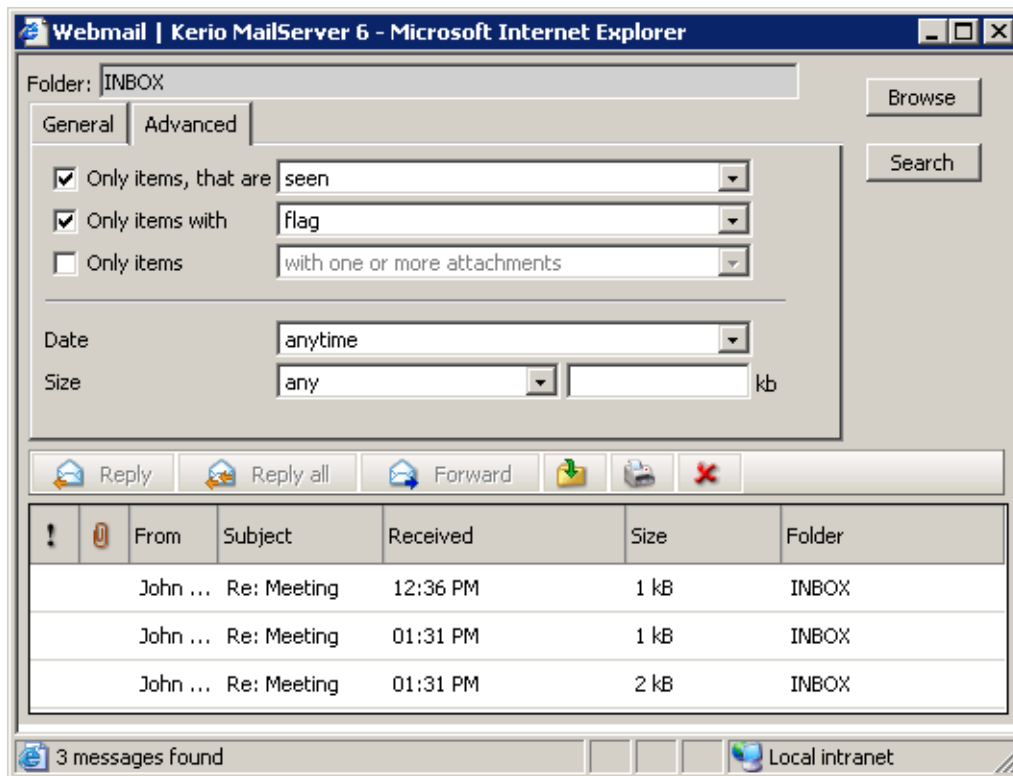 Webmail | Kerio MailServer 6 - Microsoft Internet Explorer
Folder: INBOX
Browse
General Advanced
Search
Only items, that are seen
Only items with flag
Only items with one or more attachments
Date anytime
Size any kb
Reply Reply all Forward
! From Subject Received Size Folder
John ... Re: Meeting 12:36 PM 1 kB INBOX
John ... Re: Meeting 01:31 PM 1 kB INBOX
John ... Re: Meeting 01:31 PM 2 kB INBOX
3 messages found Local intranet